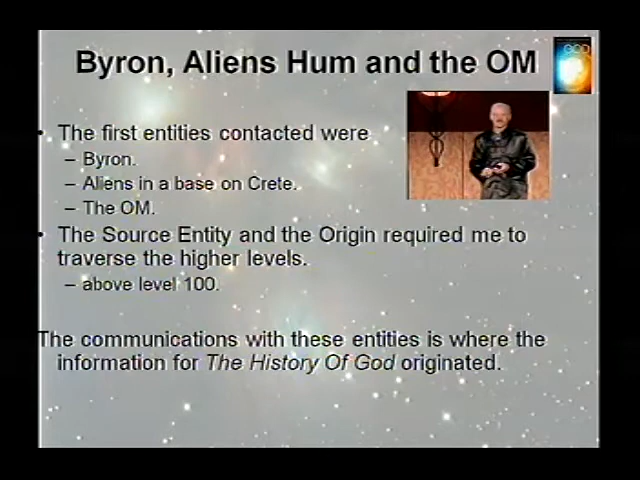 Byron, Aliens Hum and the OM
GOD
• The first entities contacted were
– Byron.
– Aliens in a base on Crete.
– The OM.
• The Source Entity and the Origin required me to
traverse the higher levels.
– above level 100.
The communications with these entities is where the
information for The History Of God originated.